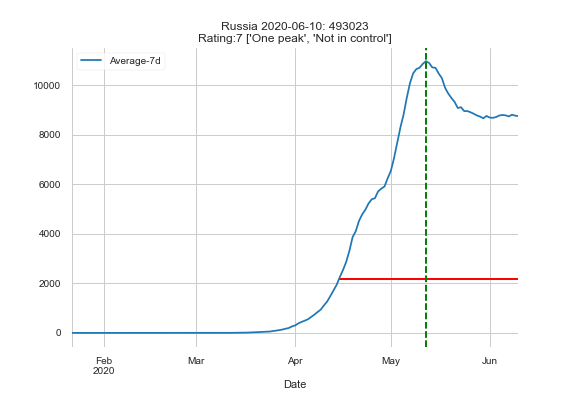 Russia 2020-06-10: 493023
Rating:7 ['One peak', 'Not in control']
Average-7d
10000
8000
6000
4000
2000
0
Feb Mar Apr May Jun
2020
Date